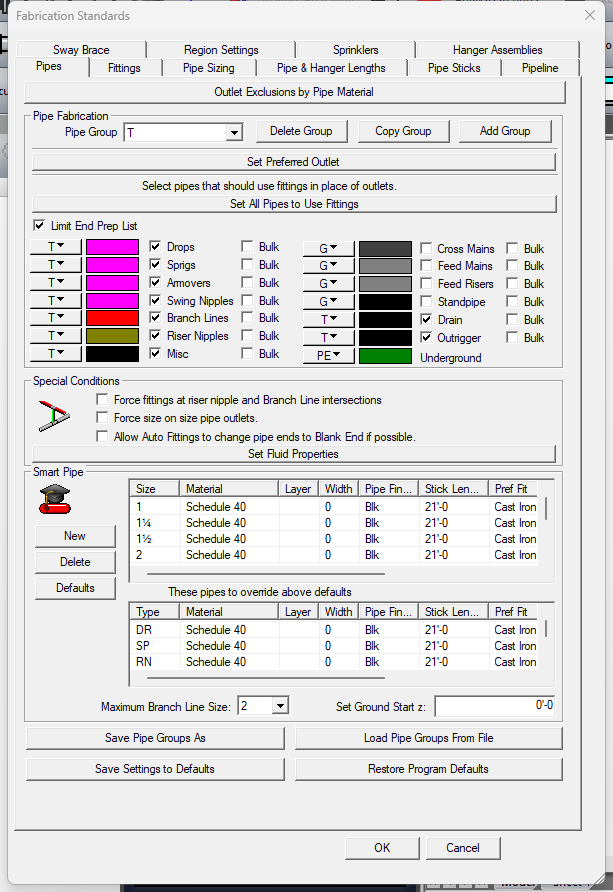 Fabrication Standards
Sway Brace Region Settings Sprinklers Hanger Assemblies
Pipes Fittings Pipe Sizing Pipe & Hanger Lengths Pipe Sticks Pipeline
Outlet Exclusions by Pipe Material
Pipe Fabrication
Pipe Group T Delete Group Copy Group Add Group
Set Preferred Outlet
Select pipes that should use fittings in place of outlets.
Set All Pipes to Use Fittings
Limit End Prep List
T Drops Bulk G Cross Mains Bulk
T Sprigs Bulk G Feed Mains Bulk
T Armovers Bulk G Feed Risers Bulk
T Swing Nipples Bulk G Standpipe Bulk
T Branch Lines Bulk T Drain Bulk
T Riser Nipples Bulk T Outrigger Bulk
T Misc Bulk PE Underground
Special Conditions
Force fittings at riser nipple and Branch Line intersections
Force size on size pipe outlets.
Allow Auto Fittings to change pipe ends to Blank End if possible.
Set Fluid Properties
Smart Pipe
New
Delete
Defaults
Size Material Layer Width Pipe Fin... Stick Len... Pref Fit
1 Schedule 40 0 Blk 21'-0 Cast Iron
1¼ Schedule 40 0 Blk 21'-0 Cast Iron
1½ Schedule 40 0 Blk 21'-0 Cast Iron
2 Schedule 40 0 Blk 21'-0 Cast Iron
These pipes to override above defaults
Type Material Layer Width Pipe Fin... Stick Len... Pref Fit
DR Schedule 40 0 Blk 21'-0 Cast Iron
SP Schedule 40 0 Blk 21'-0 Cast Iron
RN Schedule 40 0 Blk 21'-0 Cast Iron
Maximum Branch Line Size: 2 Set Ground Start z: 0'-0
Save Pipe Groups As Load Pipe Groups From File
Save Settings to Defaults Restore Program Defaults
OK Cancel